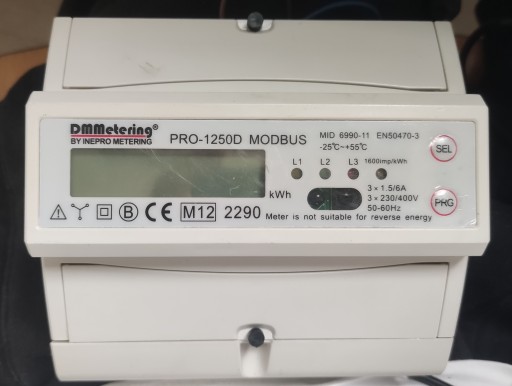 DMMetering®
BY INEPRO METERING
PRO-1250D MODBUS
MID 6990-11 EN50470-3
-25℃~+55℃
SEL
L1 L2 L3 1600imp/kWh
kWh
3 × 1.5/6A
3 × 230/400V
50-60Hz
PRG
B CE M12 2290
Meter is not suitable for reverse energy